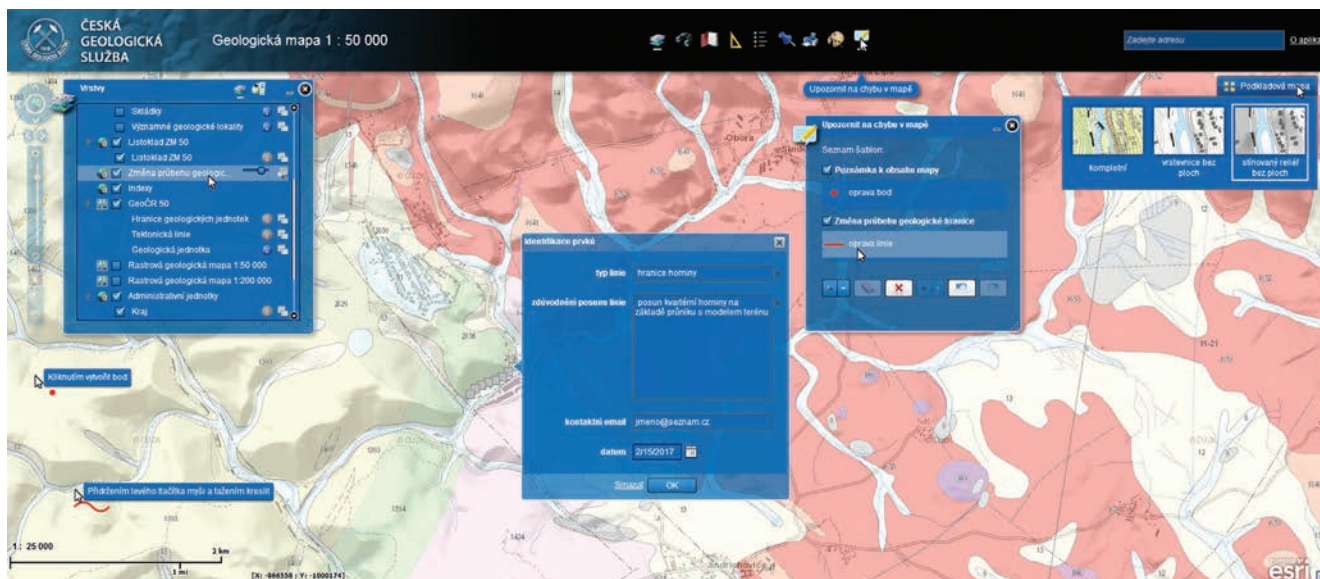 ČESKÁ
GEOLOGICKÁ
SLUŽBA
Geologická mapa 1 : 50 000
Zadejte adresu
O aplika
Vrstvy
Skládky
Významné geologické lokality
Listoklad ZM 50
Listoklad ZM 50
Změna průběhu geologic...
Indexy
GeoČR 50
Hranice geologických jednotek
Tektonická linie
Geologická jednotka
Rastrová geologická mapa 1:50 000
Rastrová geologická mapa 1:200 000
Administrativní jednotky
Kraj
Upozornit na chybu v mapě
Upozornit na chybu v mapě
Seznam šablon:
Poznámka k obsahu mapy
oprava bod
Změna průběhu geologické hranice
oprava linie
Podkladová mapa
kompletní
vrstevnice bez
ploch
stínovaný reliéf
bez ploch
Identifikace prvků
typ linie
hranice horniny
zdůvodnění posunu linie
posun kvartérní horniny na
základě průniku s modelem terénu
kontaktní email
jmeno@seznam.cz
datum
2/15/2017
Smazat
OK
Kliknutím vytvořit bod
Přidržením levého tlačítka myši a tažením kreslit
Obora
1 : 25 000
2 km
1 mi
[X: -866558 : Y: -1000174]
esri